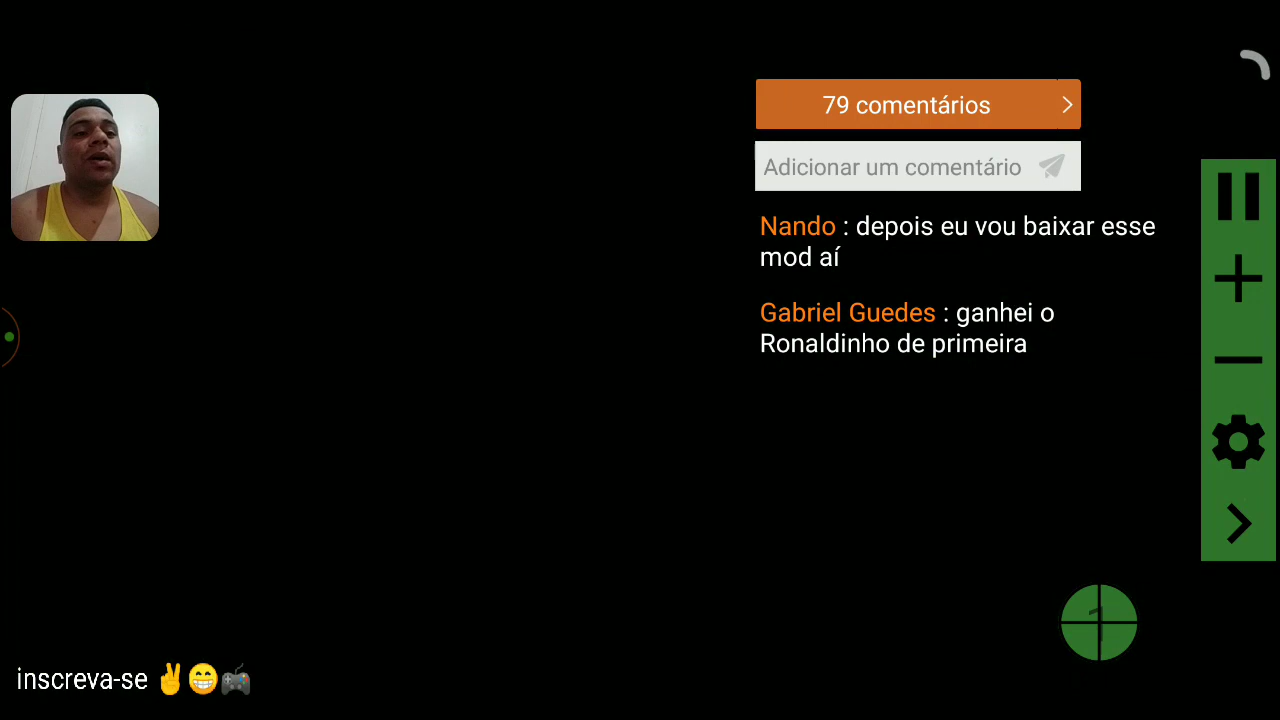 79 comentários
Adicionar um comentário
Nando : depois eu vou baixar esse
mod aí
Gabriel Guedes : ganhei o
Ronaldinho de primeira
1
inscreva-se ✌😁🎮